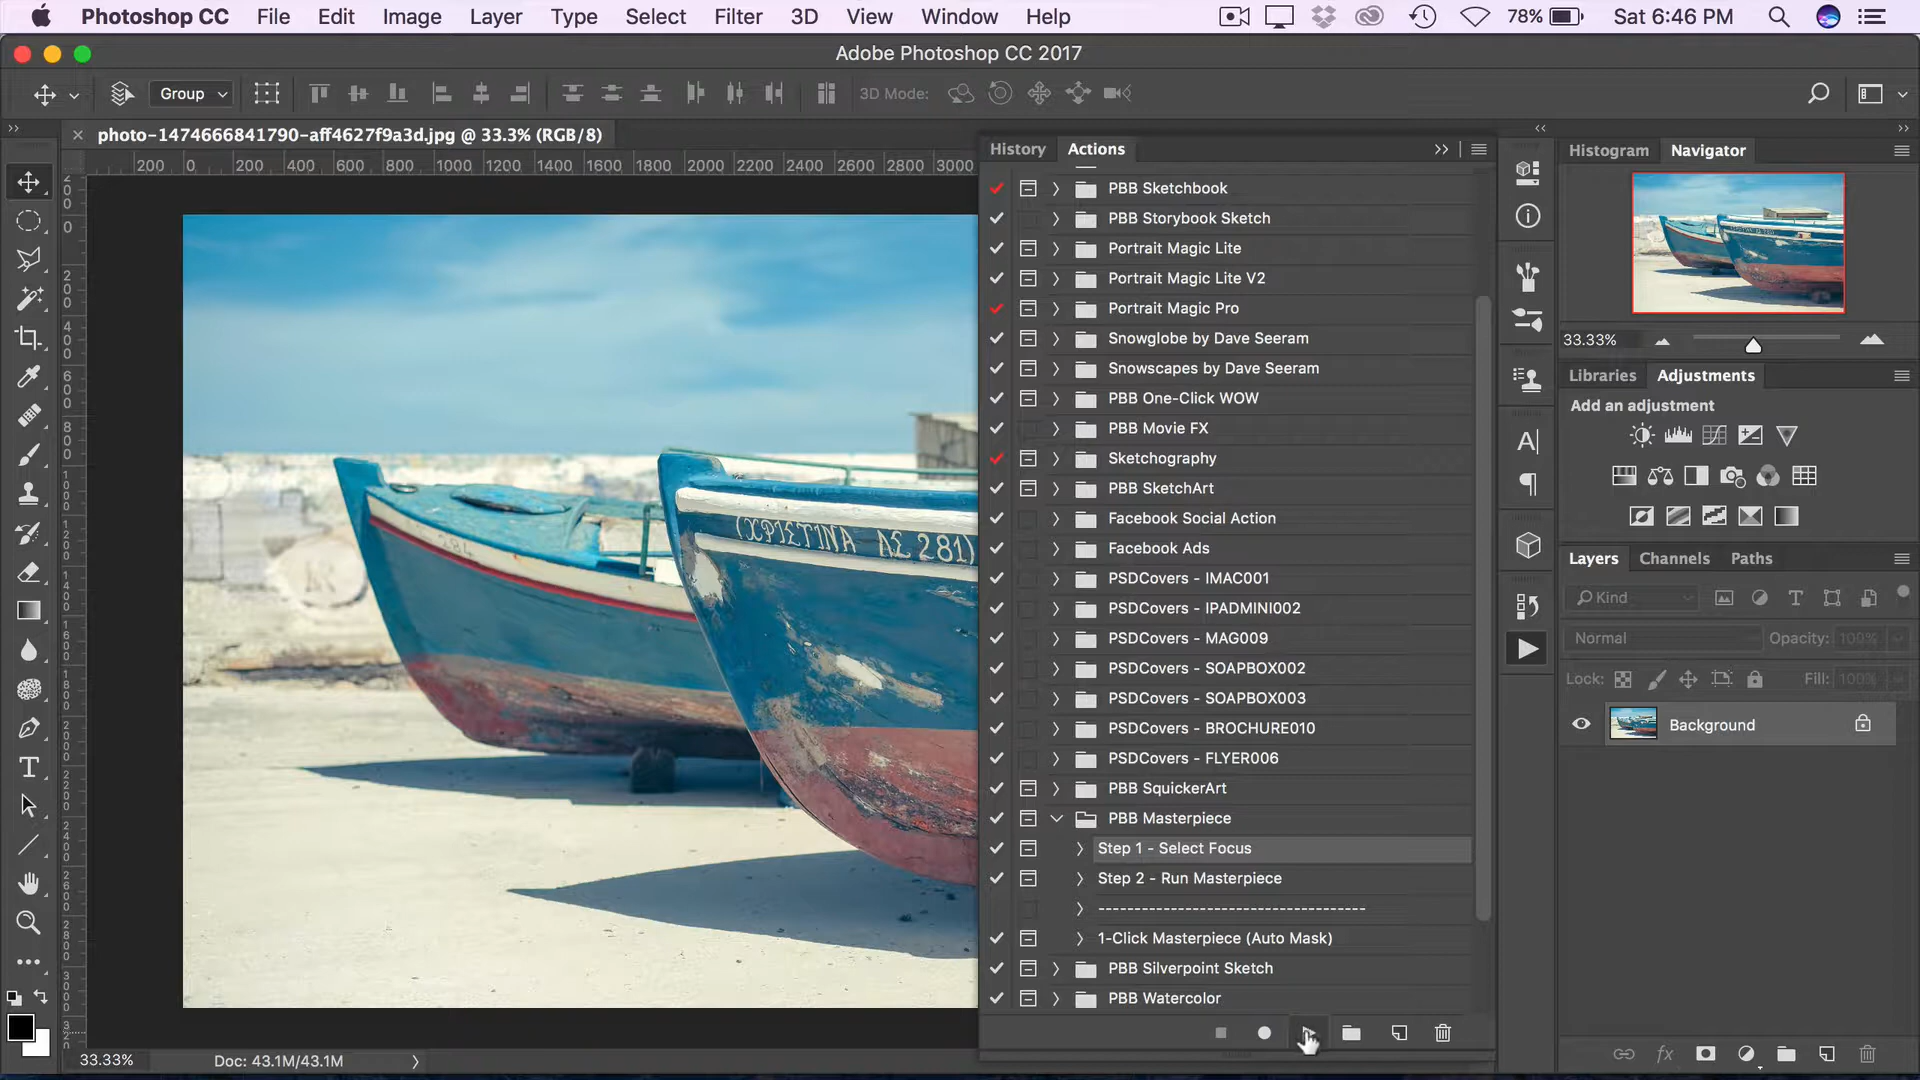 Photoshop CC File Edit Image Layer Type Select Filter 3D View Window Help 78% Sat 6:46 PM
Adobe Photoshop CC 2017
Group 3D Mode:
photo-1474666841790-aff4627f9a3d.jpg @ 33.3% (RGB/8)
200 0 200 400 600 800 1000 1200 1400 1600 1800 2000 2200 2400 2600 2800 3000
History Actions
PBB Sketchbook
PBB Storybook Sketch
Portrait Magic Lite
Portrait Magic Lite V2
Portrait Magic Pro
Snowglobe by Dave Seeram
Snowscapes by Dave Seeram
PBB One-Click WOW
PBB Movie FX
Sketchography
PBB SketchArt
Facebook Social Action
Facebook Ads
PSDCovers - IMAC001
PSDCovers - IPADMINI002
PSDCovers - MAG009
PSDCovers - SOAPBOX002
PSDCovers - SOAPBOX003
PSDCovers - BROCHURE010
PSDCovers - FLYER006
PBB SquickerArt
PBB Masterpiece
Step 1 - Select Focus
Step 2 - Run Masterpiece
-------------------------------------
1-Click Masterpiece (Auto Mask)
PBB Silverpoint Sketch
PBB Watercolor
284
ΧΡΙΣΤΙΝΑ ΛΣ 281)
Histogram Navigator
33.33%
Libraries Adjustments
Add an adjustment
Layers Channels Paths
Kind
Normal Opacity: 100%
Lock: Fill: 100%
Background
33.33% Doc: 43.1M/43.1M